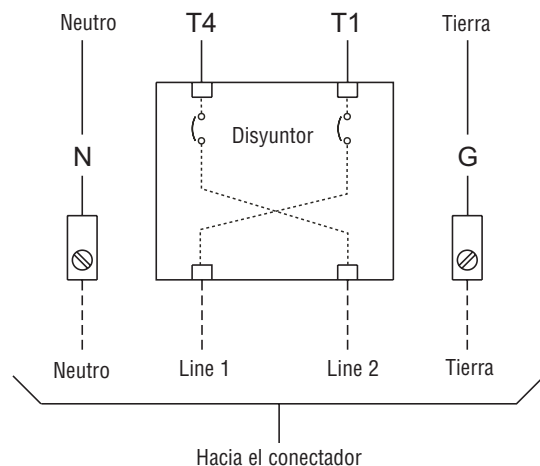 Neutro T4 T1 Tierra
Disyuntor
N G
Neutro Line 1 Line 2 Tierra
Hacia el conectador